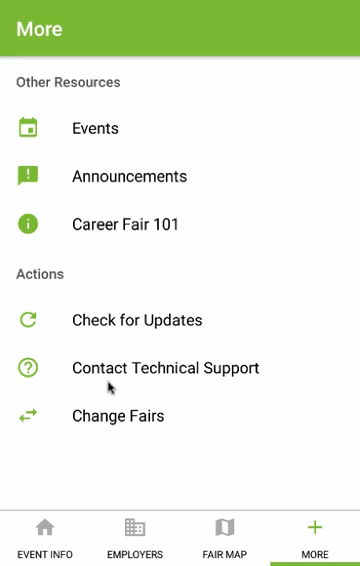 More
Other Resources
Events
Announcements
Career Fair 101
Actions
Check for Updates
Contact Technical Support
Change Fairs
EVENT INFO
EMPLOYERS
FAIR MAP
MORE